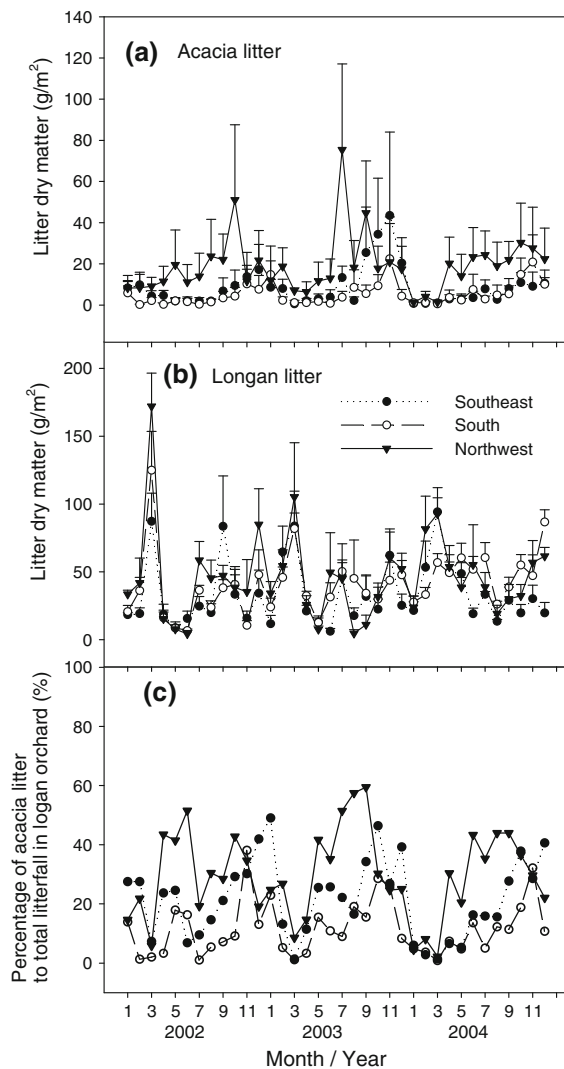 140
(a) Acacia litter
120
100
80
60
40
20
0
Litter dry matter (g/m²)
(b) Longan litter
200
150
100
50
0
Litter dry matter (g/m²)
Southeast
South
Northwest
100
(c)
80
60
40
20
0
Percentage of acacia litter
to total litterfall in logan orchard (%)
1 3 5 7 9 11 1 3 5 7 9 11 1 3 5 7 9 11
2002 2003 2004
Month / Year